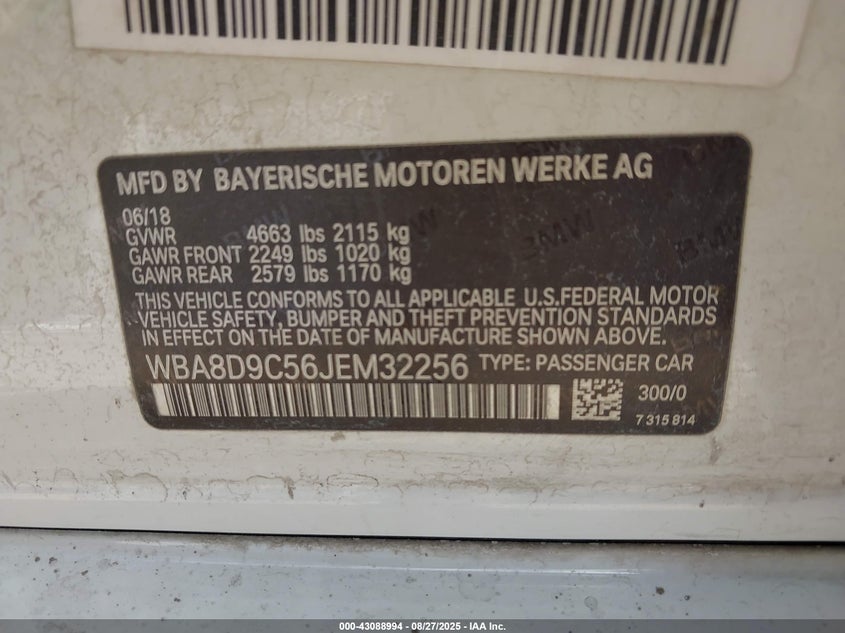 MFD BY BAYERISCHE MOTOREN WERKE AG
06/18
GVWR 4663 lbs 2115 kg
GAWR FRONT 2249 lbs 1020 kg
GAWR REAR 2579 lbs 1170 kg
THIS VEHICLE CONFORMS TO ALL APPLICABLE U.S.FEDERAL MOTOR
VEHICLE SAFETY, BUMPER AND THEFT PREVENTION STANDARDS
IN EFFECT ON THE DATE OF MANUFACTURE SHOWN ABOVE.
WBA8D9C56JEM32256 TYPE: PASSENGER CAR
300/0
7 315 814
000-43088994 - 08/27/2025 - IAA Inc.